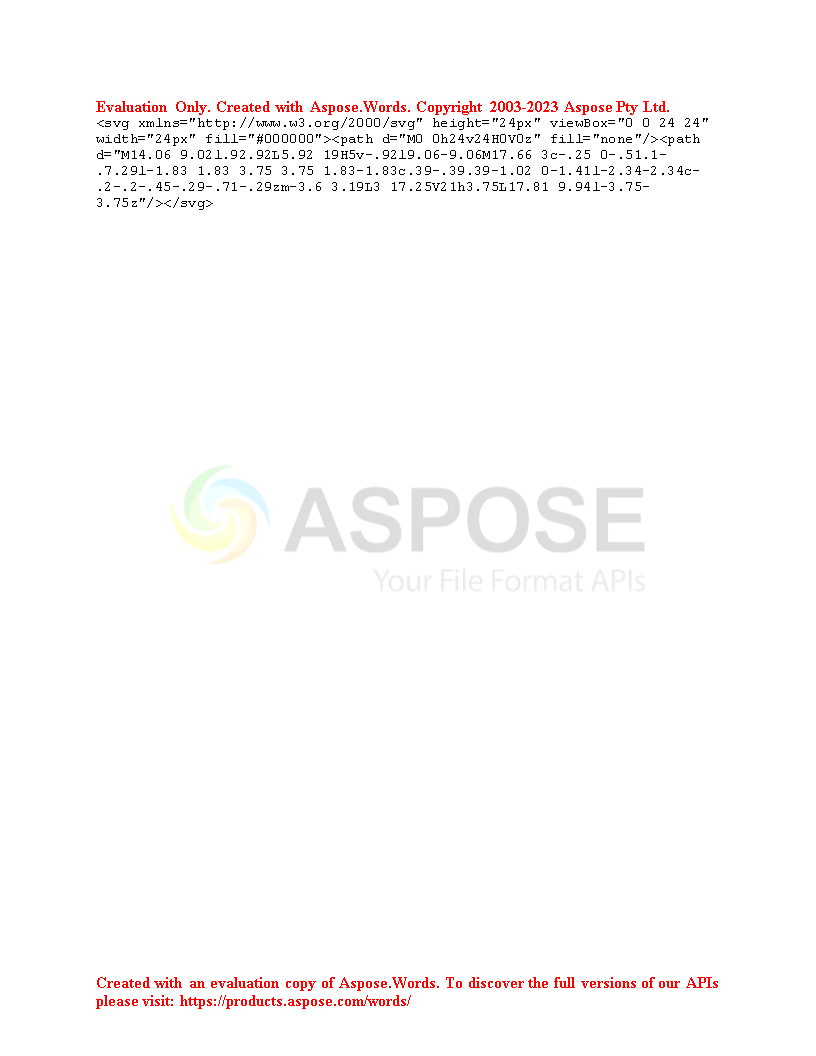 Evaluation Only. Created with Aspose.Words. Copyright 2003-2023 Aspose Pty Ltd.
<svg xmlns="http://www.w3.org/2000/svg" height="24px" viewBox="0 0 24 24"
width="24px" fill="#000000"><path d="M0 0h24v24H0V0z" fill="none"/><path
d="M14.06 9.02l.92.92L5.92 19H5v-.92l9.06-9.06M17.66 3c-.25 0-.51.1-
.7.29l-1.83 1.83 3.75 3.75 1.83-1.83c.39-.39.39-1.02 0-1.41l-2.34-2.34c-
.2-.2-.45-.29-.71-.29zm-3.6 3.19L3 17.25V21h3.75L17.81 9.94l-3.75-
3.75z"/></svg>
ASPOSE
Your File Format APIs
Created with an evaluation copy of Aspose.Words. To discover the full versions of our APIs
please visit: https://products.aspose.com/words/